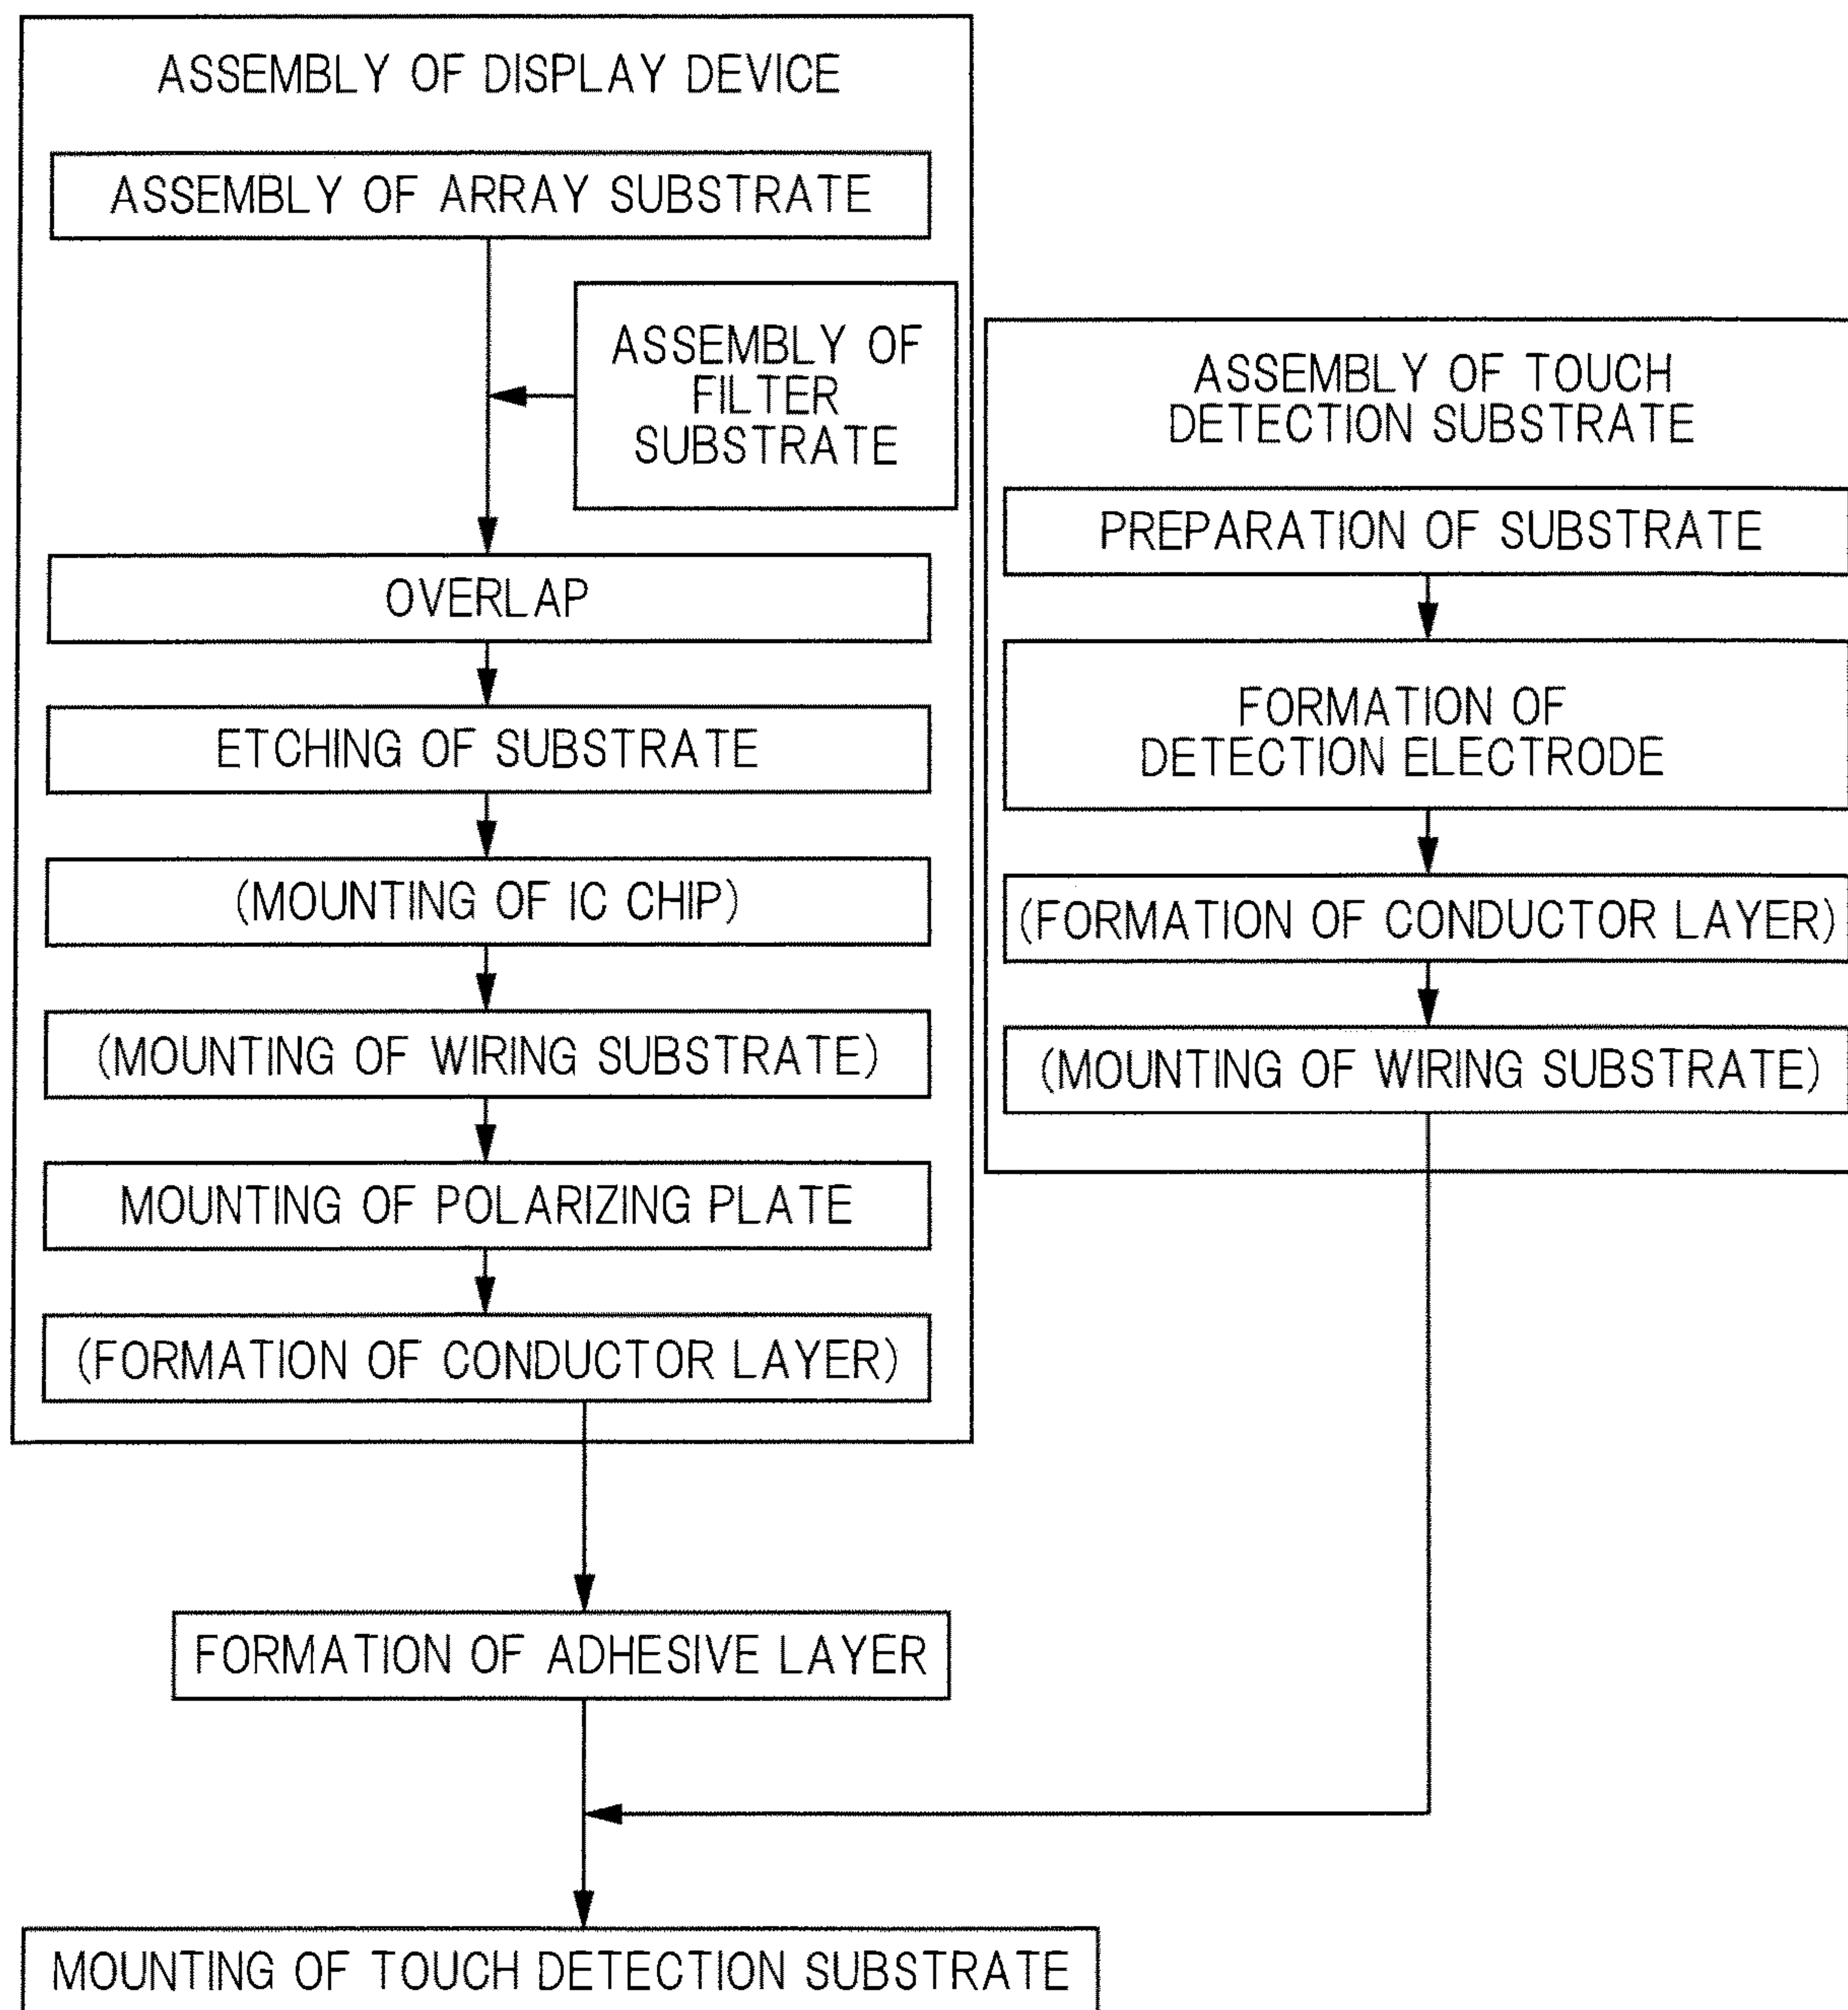 ASSEMBLY OF DISPLAY DEVICE
ASSEMBLY OF ARRAY SUBSTRATE
ASSEMBLY OF
FILTER
SUBSTRATE
OVERLAP
ETCHING OF SUBSTRATE
(MOUNTING OF IC CHIP)
(MOUNTING OF WIRING SUBSTRATE)
MOUNTING OF POLARIZING PLATE
(FORMATION OF CONDUCTOR LAYER)
ASSEMBLY OF TOUCH
DETECTION SUBSTRATE
PREPARATION OF SUBSTRATE
FORMATION OF
DETECTION ELECTRODE
(FORMATION OF CONDUCTOR LAYER)
(MOUNTING OF WIRING SUBSTRATE)
FORMATION OF ADHESIVE LAYER
MOUNTING OF TOUCH DETECTION SUBSTRATE